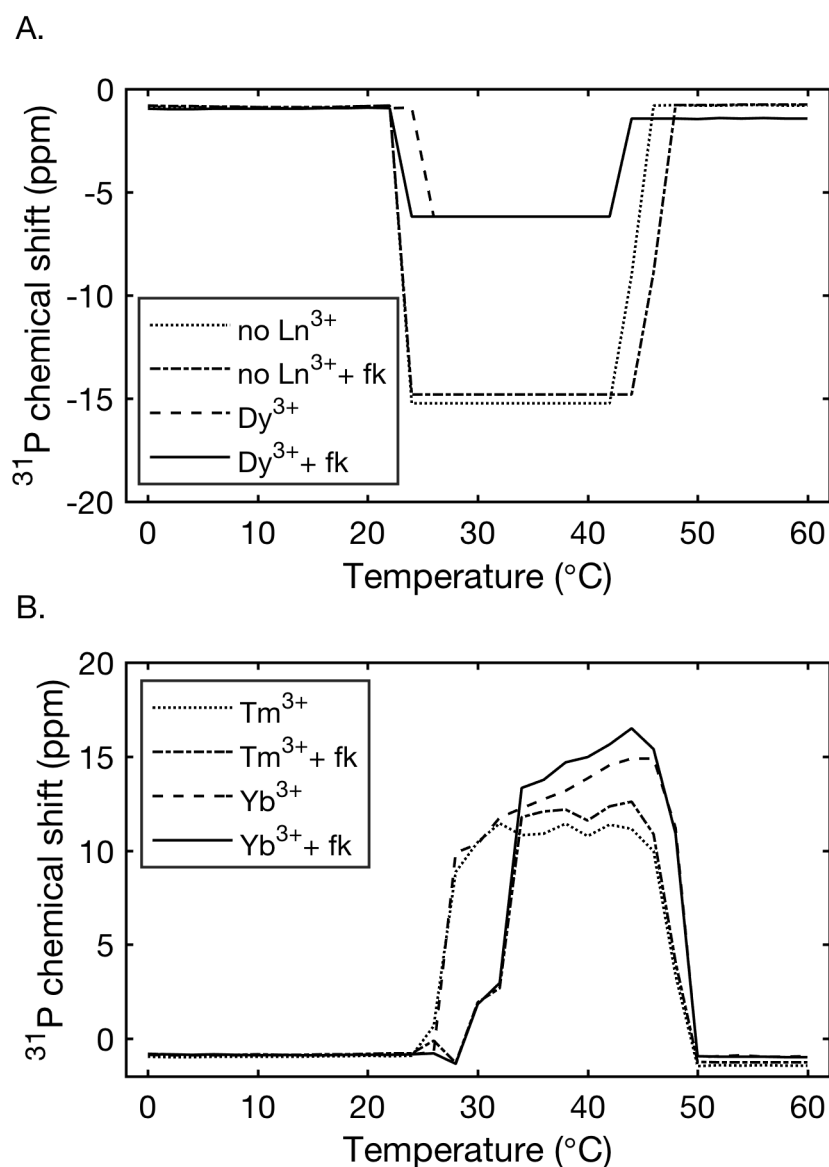 A.
0
-5
-10
-15
-20
³¹P chemical shift (ppm)
no Ln³⁺
no Ln³⁺+ fk
Dy³⁺
Dy³⁺+ fk
0 10 20 30 40 50 60
Temperature (°C)
B.
20
15
10
5
0
³¹P chemical shift (ppm)
Tm³⁺
Tm³⁺+ fk
Yb³⁺
Yb³⁺+ fk
0 10 20 30 40 50 60
Temperature (°C)